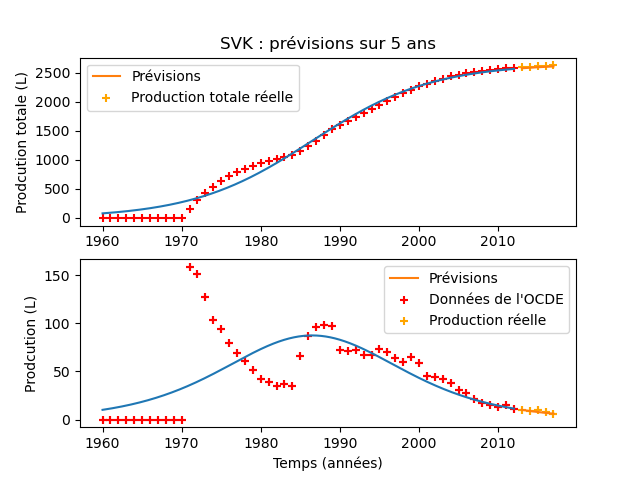 SVK : prévisions sur 5 ans
Prodcution totale (L)
2500
2000
1500
1000
500
0
Prévisions
Production totale réelle
1960 1970 1980 1990 2000 2010
Prodcution (L)
150
100
50
0
Prévisions
Données de l'OCDE
Production réelle
1960 1970 1980 1990 2000 2010
Temps (années)